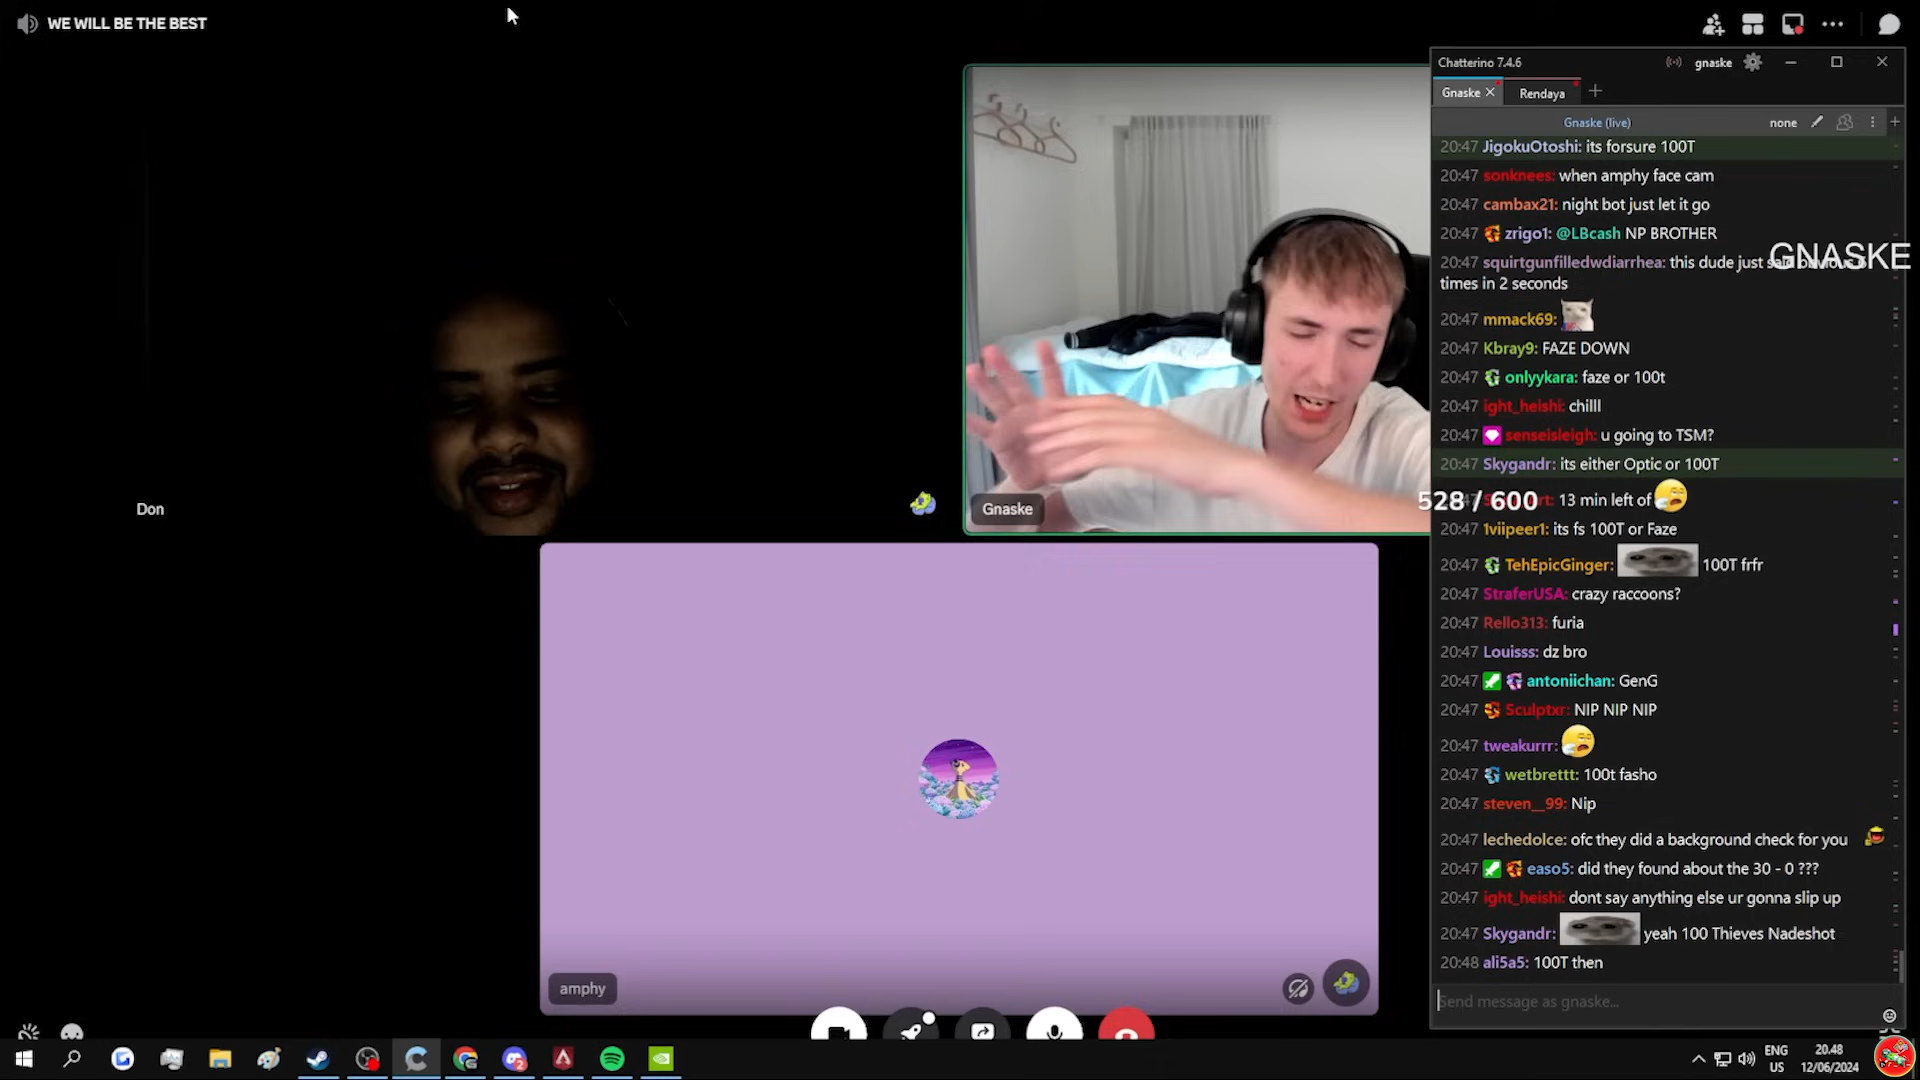 WE WILL BE THE BEST
Don
Gnaske
amphy
Chatterino 7.4.6
gnaske
Gnaske
Rendaya
Gnaske (live)
none
20:47 JigokuOtoshi: its forsure 100T
20:47 sonknees: when amphy face cam
20:47 cambax21: night bot just let it go
20:47 zrigo1: @LBcash NP BROTHER
GNASKE
20:47 squirtgunfilledwdiarrhea: this dude just said obvious
times in 2 seconds
20:47 mmack69:
20:47 Kbray9: FAZE DOWN
20:47 onlyykara: faze or 100t
20:47 ight_heishi: chilll
20:47 senseisleigh: u going to TSM?
20:47 Skygandr: its either Optic or 100T
528 / 600
13 min left of
20:47 1viipeer1: its fs 100T or Faze
20:47 TehEpicGinger: 100T frfr
20:47 StraferUSA: crazy raccoons?
20:47 Rello313: furia
20:47 Louisss: dz bro
20:47 antoniichan: GenG
20:47 Sculptxr: NIP NIP NIP
20:47 tweakurrr:
20:47 wetbrettt: 100t fasho
20:47 steven__99: Nip
20:47 lechedolce: ofc they did a background check for you
20:47 easo5: did they found about the 30 - 0 ???
20:47 ight_heishi: dont say anything else ur gonna slip up
20:47 Skygandr: yeah 100 Thieves Nadeshot
20:48 ali5a5: 100T then
Send message as gnaske...
ENG
US
20.48
12/06/2024